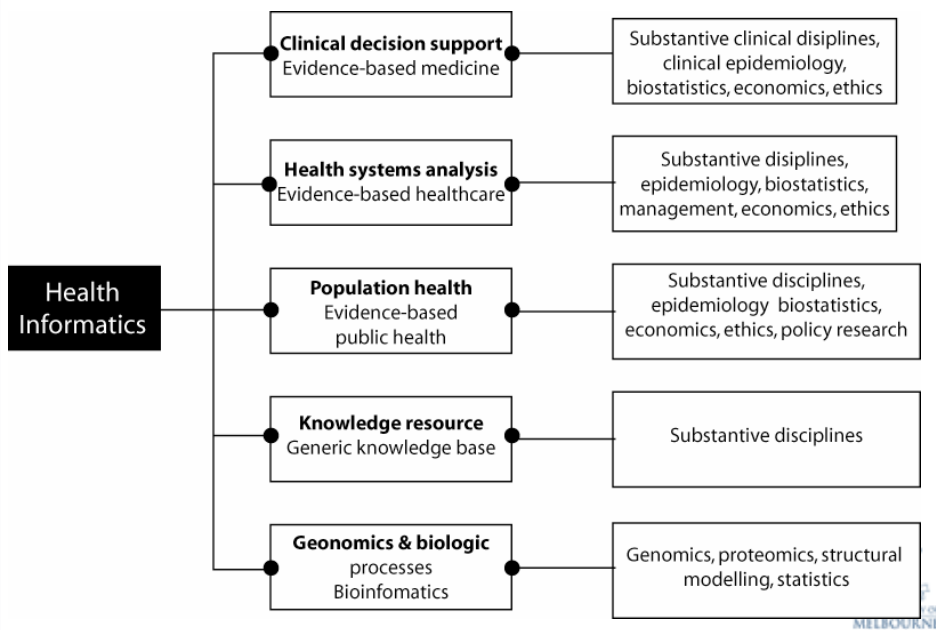 Clinical decision support
Evidence-based medicine
Substantive clinical disiplines,
clinical epidemiology,
biostatistics, economics, ethics
Health systems analysis
Evidence-based healthcare
Substantive disiplines,
epidemiology, biostatistics,
management, economics, ethics
Health
Informatics
Population health
Evidence-based
public health
Substantive disciplines,
epidemiology biostatistics,
economics, ethics, policy research
Knowledge resource
Generic knowledge base
Substantive disciplines
Geonomics & biologic
processes
Bioinfomatics
Genomics, proteomics, structural
modelling, statistics
MELBOURNE